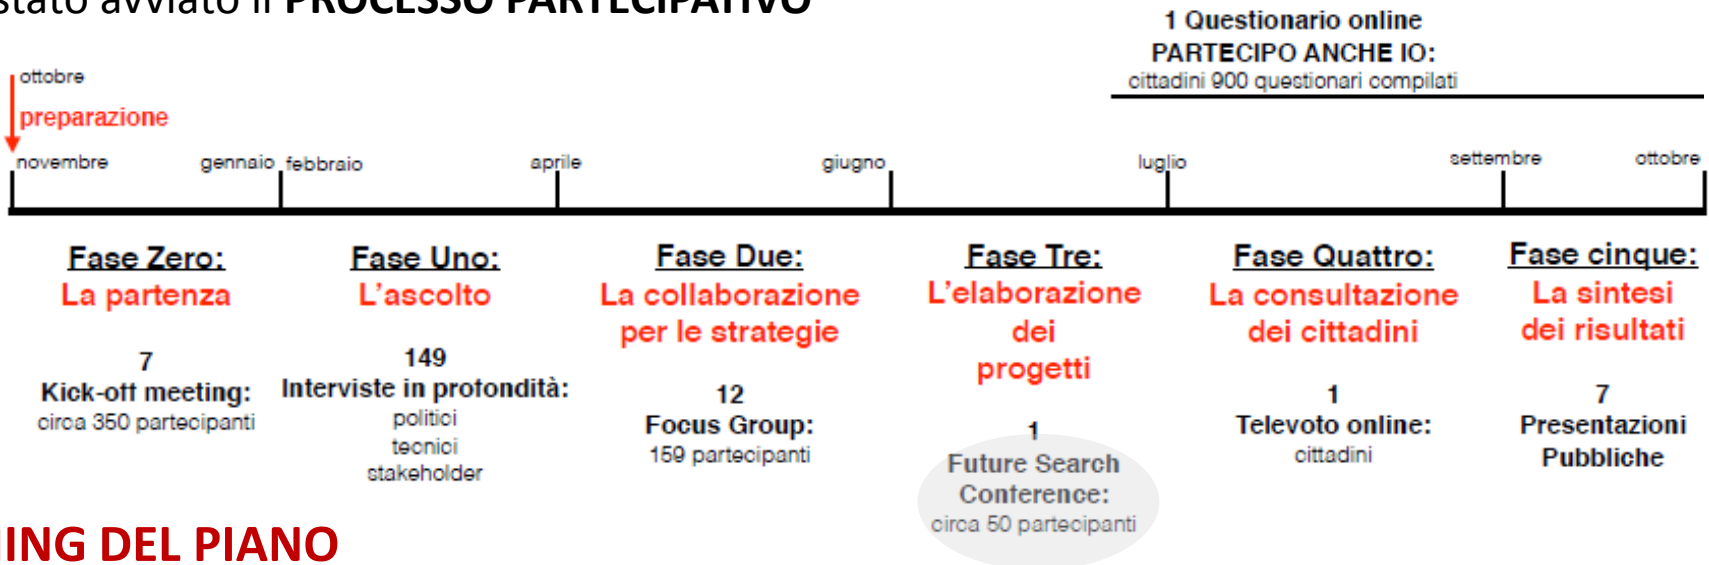 stato avviato il PROCESSO PARTECIPATIVO
1 Questionario online
PARTECIPO ANCHE IO:
cittadini 900 questionari compilati
ottobre
preparazione
novembre
gennaio
febbraio
aprile
giugno
luglio
settembre
ottobre
Fase Zero:
La partenza
7
Kick-off meeting:
circa 350 partecipanti
Fase Uno:
L'ascolto
149
Interviste in profondità:
politici
tecnici
stakeholder
Fase Due:
La collaborazione
per le strategie
12
Focus Group:
159 partecipanti
Fase Tre:
L'elaborazione
dei
progetti
1
Future Search
Conference:
circa 50 partecipanti
Fase Quattro:
La consultazione
dei cittadini
1
Televoto online:
cittadini
Fase cinque:
La sintesi
dei risultati
7
Presentazioni
Pubbliche
DEL PIANO